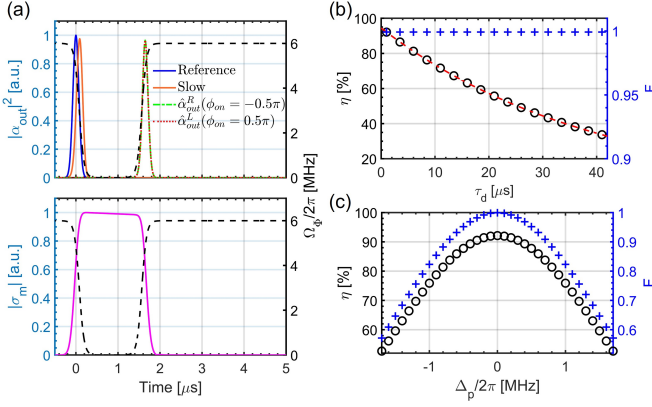 (a)
|α_out|² [a.u.]
1
0.8
0.6
0.4
0.2
0
6
4
2
0
Reference
Slow
α̂^R_out(ϕ_on = −0.5π)
α̂^L_out(ϕ_on = 0.5π)
Ω_Φ/2π [MHz]
|σ_m| [a.u.]
1
0.8
0.6
0.4
0.2
0
6
4
2
0
0 1 2 3 4 5
Time [μs]
(b)
η [%]
100
80
60
40
20
1
0.95
0.9
F
0 10 20 30 40
τ_d [μs]
(c)
η [%]
100
90
80
70
60
1
0.9
0.8
0.7
0.6
F
-1 0 1
Δ_p/2π [MHz]